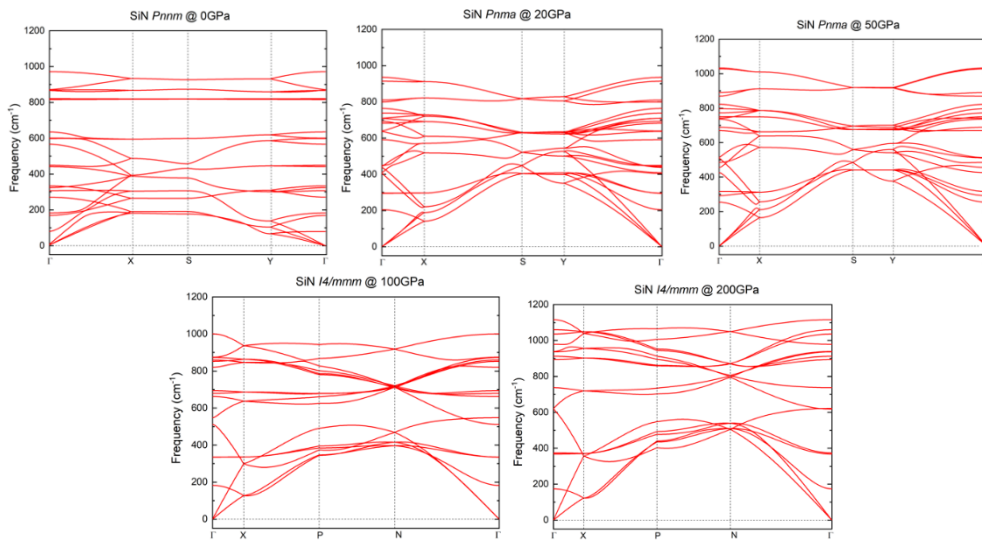 SiN Pnnm @ 0GPa
1200
1000
800
600
400
200
0
Frequency (cm⁻¹)
Γ X S Y Γ
SiN Pnma @ 20GPa
1200
1000
800
600
400
200
0
Frequency (cm⁻¹)
Γ X S Y Γ
SiN Pnma @ 50GPa
1200
1000
800
600
400
200
0
Frequency (cm⁻¹)
Γ X S Y
SiN I4/mmm @ 100GPa
1200
1000
800
600
400
200
0
Frequency (cm⁻¹)
Γ X P N Γ
SiN I4/mmm @ 200GPa
1200
1000
800
600
400
200
0
Frequency (cm⁻¹)
Γ X P N Γ